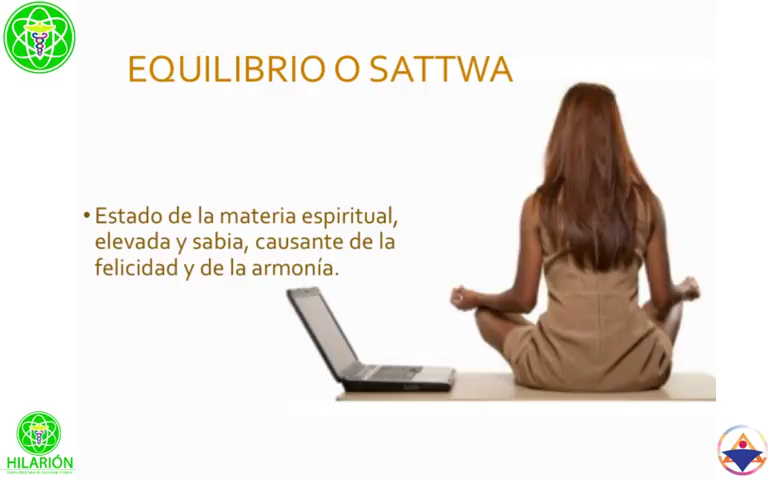 EQUILIBRIO O SATTWA
• Estado de la materia espiritual,
elevada y sabia, causante de la
felicidad y de la armonía.
HILARIÓN